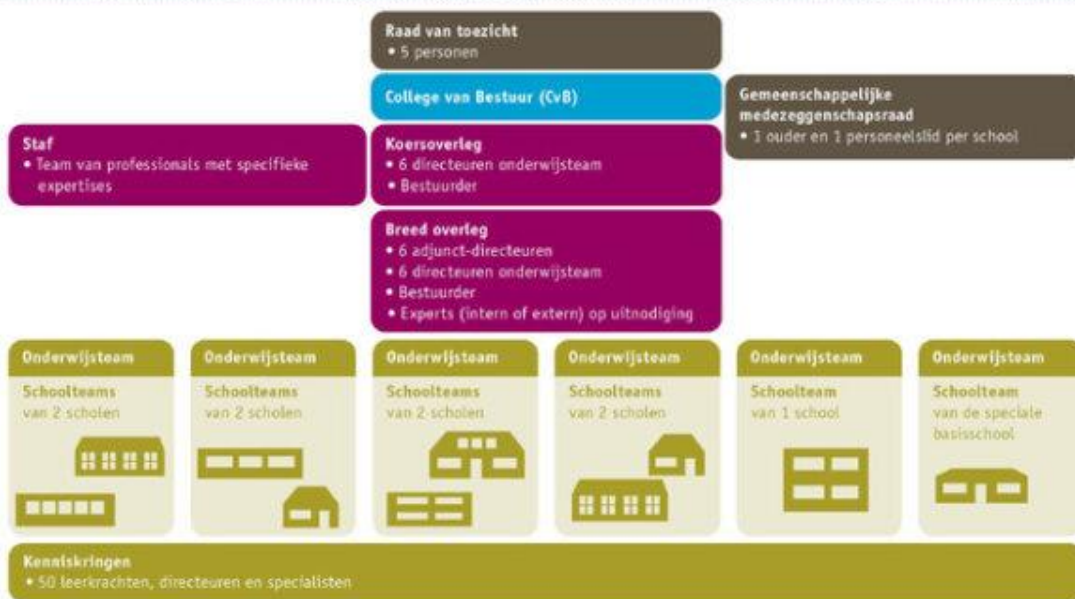 Raad van toezicht
• 5 personen
College van Bestuur (CvB)
Gemeenschappelijke
medezeggenschapsraad
• 1 ouder en 1 personeelslid per school
Staf
• Team van professionals met specifieke
expertises
Koersoverleg
• 6 directeuren onderwijsteam
• Bestuurder
Breed overleg
• 6 adjunct-directeuren
• 6 directeuren onderwijsteam
• Bestuurder
• Experts (intern of extern) op uitnodiging
Onderwijsteam
Schoolteams
van 2 scholen
Onderwijsteam
Schoolteams
van 2 scholen
Onderwijsteam
Schoolteams
van 2 scholen
Onderwijsteam
Schoolteams
van 2 scholen
Onderwijsteam
Schoolteam
van 1 school
Onderwijsteam
Schoolteam
van de speciale
basisschool
Kenniskringen
• 50 leerkrachten, directeuren en specialisten